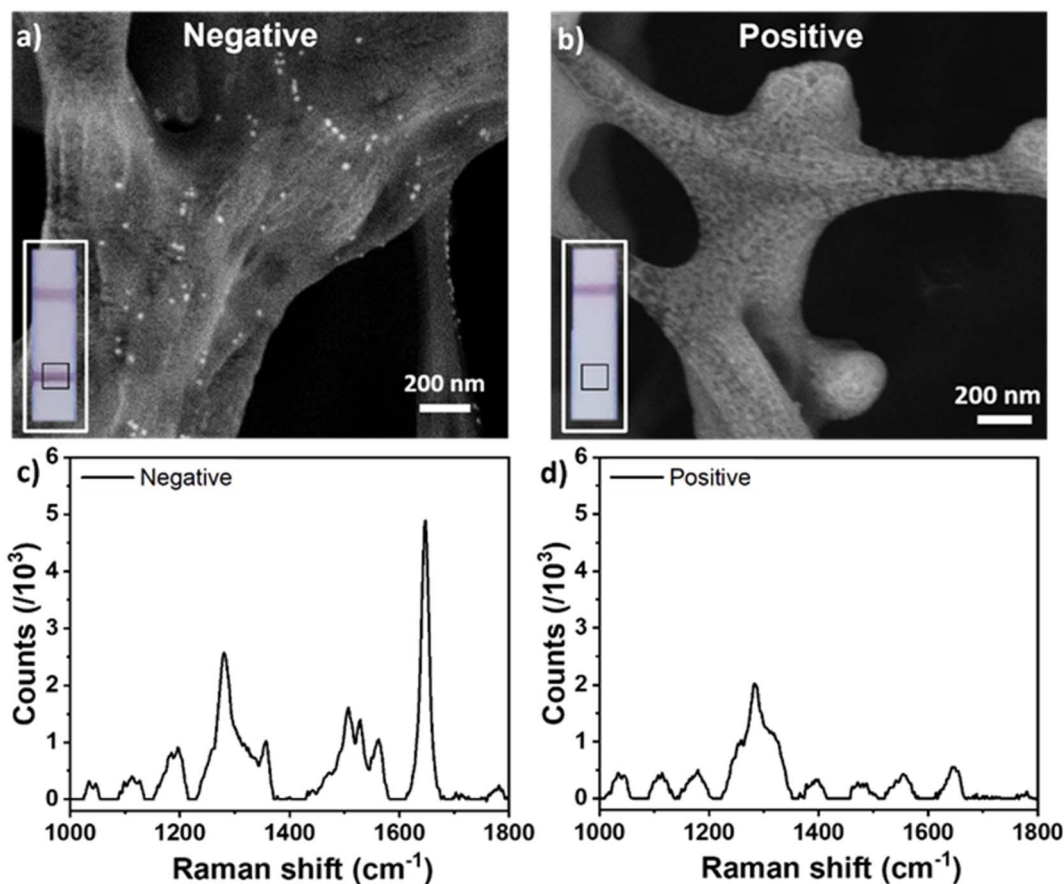 a) Negative
200 nm
b) Positive
200 nm
c)
Negative
Counts (/10³)
6
5
4
3
2
1
0
1000 1200 1400 1600 1800
Raman shift (cm⁻¹)
d)
Positive
Counts (/10³)
6
5
4
3
2
1
0
1000 1200 1400 1600 1800
Raman shift (cm⁻¹)